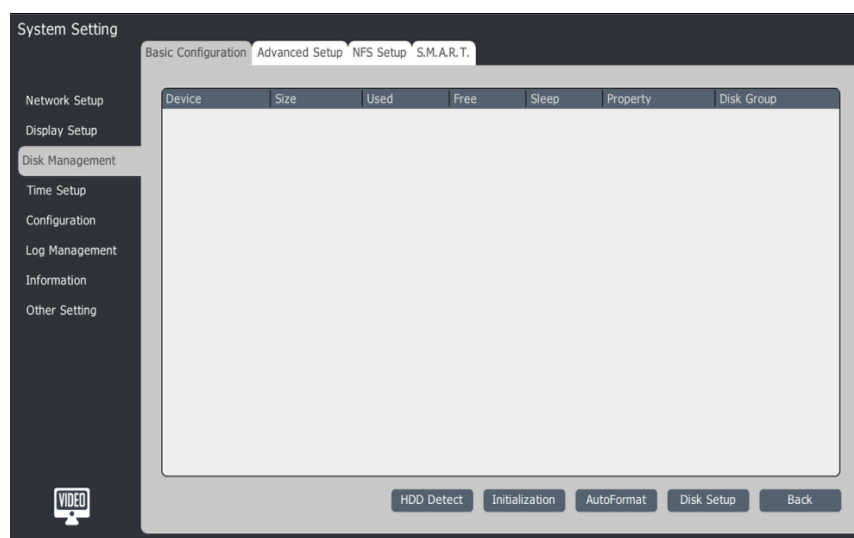 System Setting
Basic Configuration Advanced Setup NFS Setup S.M.A.R.T.
Network Setup
Display Setup
Disk Management
Time Setup
Configuration
Log Management
Information
Other Setting
Device Size Used Free Sleep Property Disk Group
VIDEO
HDD Detect Initialization AutoFormat Disk Setup Back